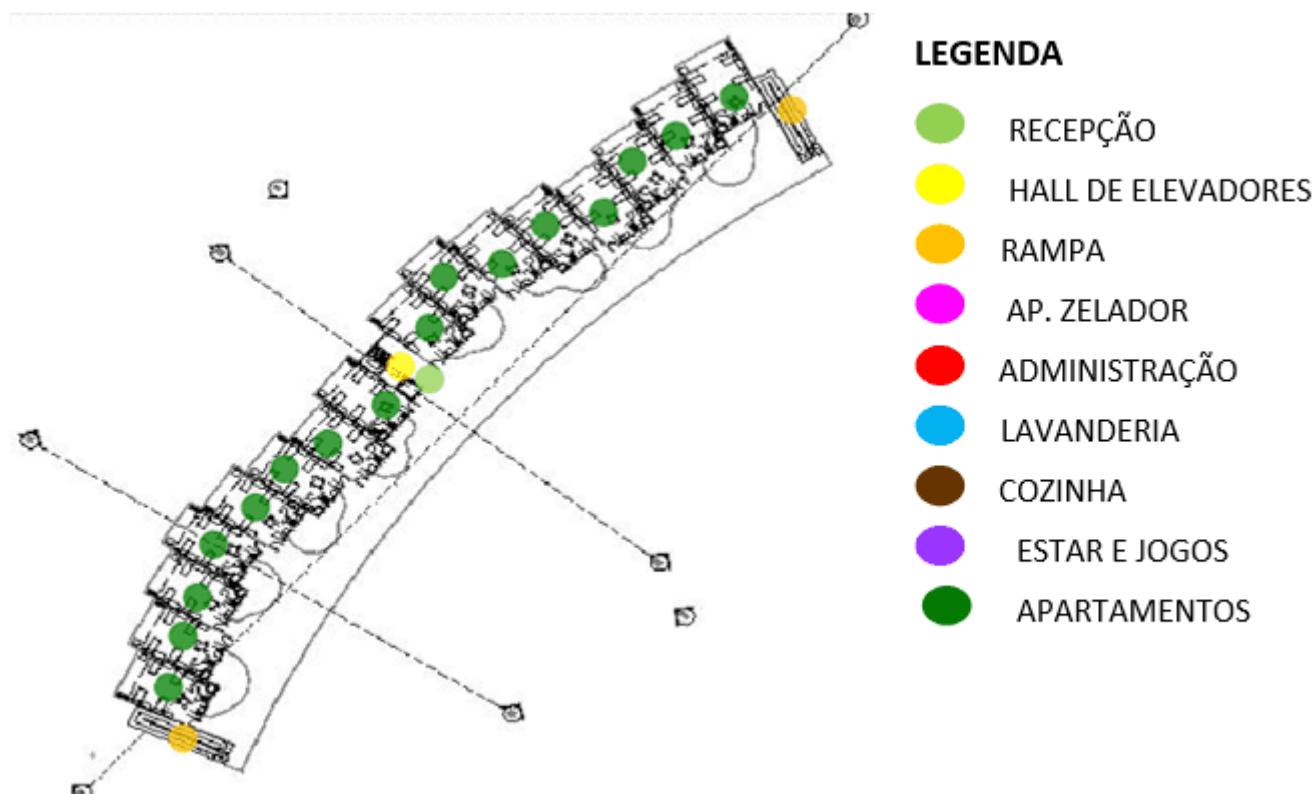 LEGENDA
RECEPÇÃO
HALL DE ELEVADORES
RAMPA
AP. ZELADOR
ADMINISTRAÇÃO
LAVANDERIA
COZINHA
ESTAR E JOGOS
APARTAMENTOS